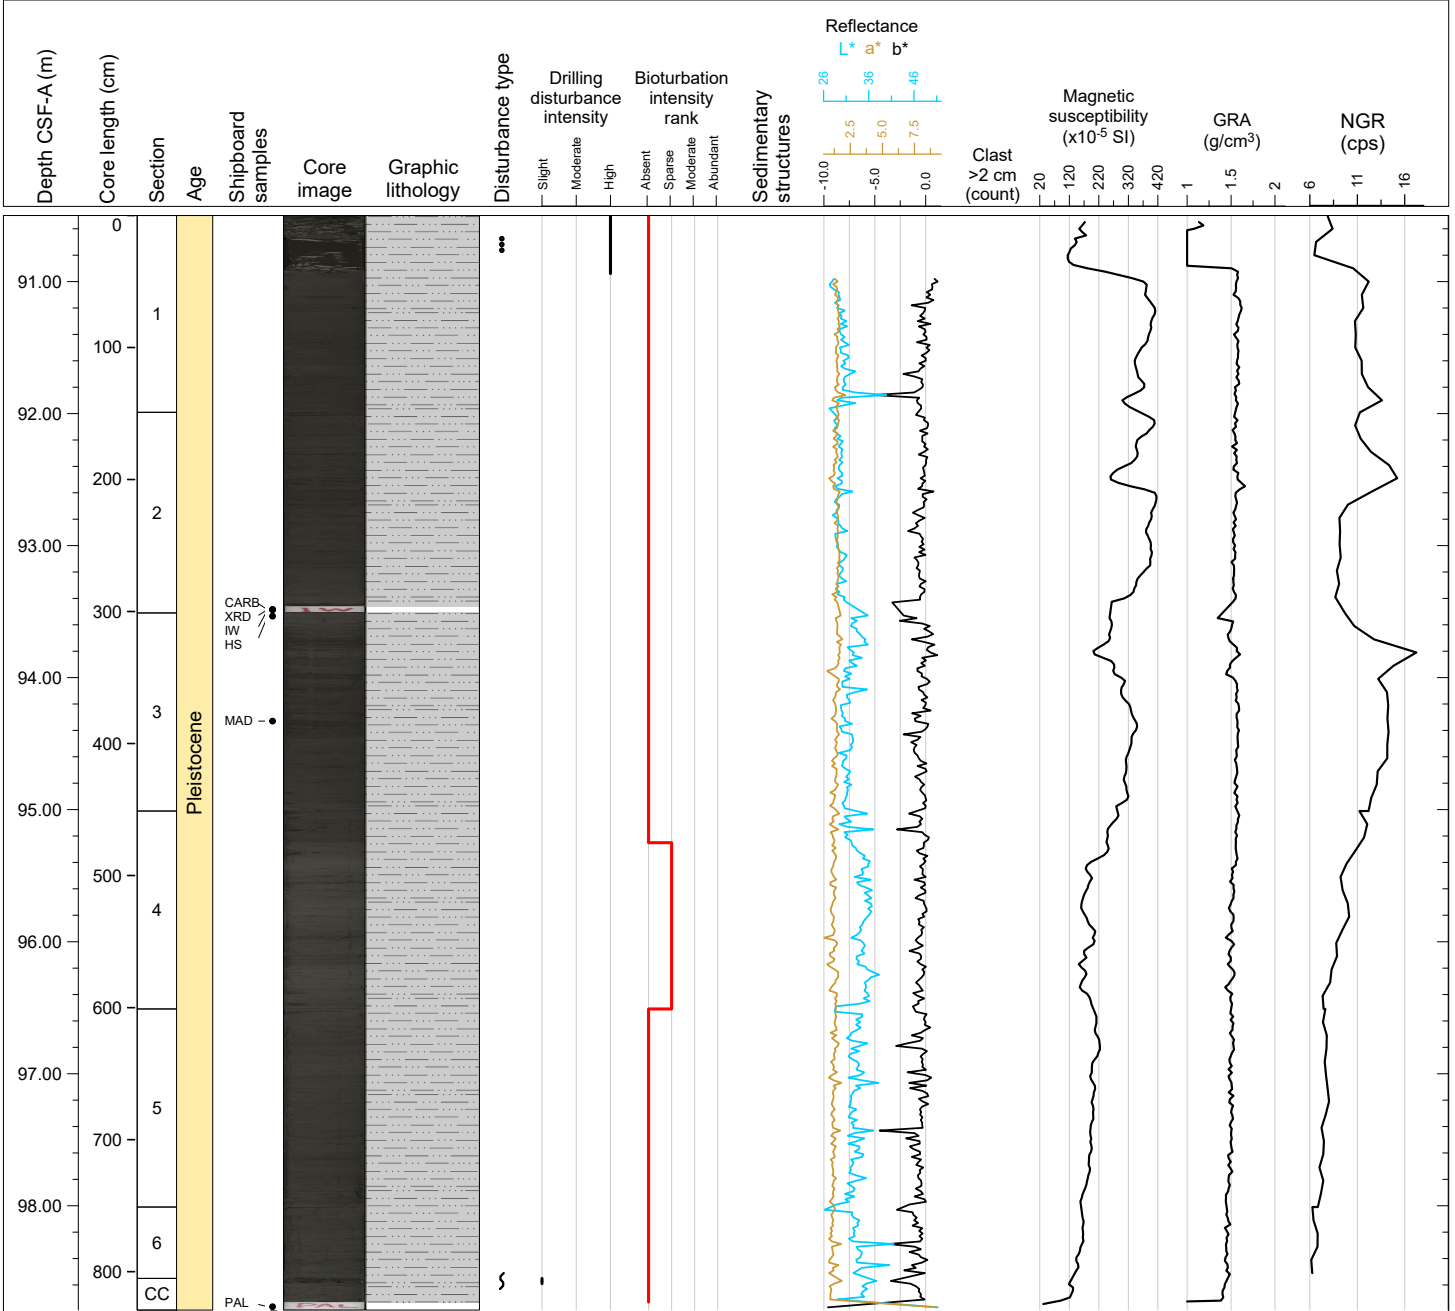 Depth CSF-A (m)
Core length (cm)
Section
Age
Shipboard
samples
Core
image
Graphic
lithology
Disturbance type
Drilling
disturbance
intensity
Slight
Moderate
High
Bioturbation
intensity
rank
Absent
Sparse
Moderate
Abundant
Sedimentary
structures
Reflectance
L* a* b*
26 36 46
2.5 5.0 7.5
-10.0 -5.0 0.0
Clast
>2 cm
(count)
Magnetic
susceptibility
(x10-5 SI)
20 120 220 320 420
GRA
(g/cm3)
1 1.5 2
NGR
(cps)
6 11 16
0
91.00
1
100
92.00
200
2
93.00
CARB
300
XRD
IW
IW
HS
94.00
3
MAD
400
Pleistocene
95.00
500
4
96.00
600
97.00
5
700
98.00
6
800
CC
PAL
PAL